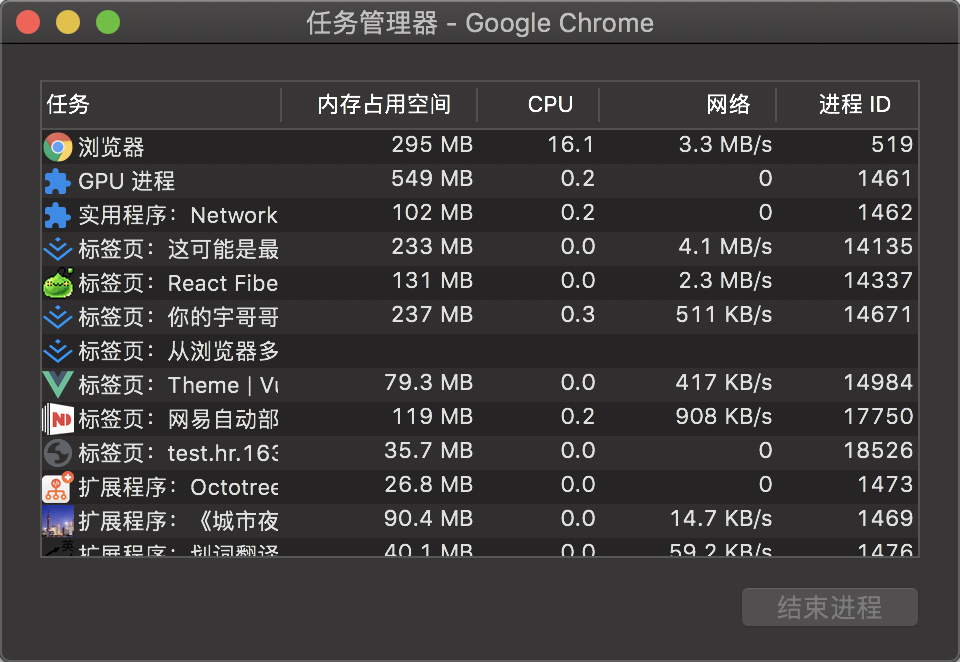 任务管理器 - Google Chrome
任务 内存占用空间 CPU 网络 进程 ID
浏览器 295 MB 16.1 3.3 MB/s 519
GPU 进程 549 MB 0.2 0 1461
实用程序：Network 102 MB 0.2 0 1462
标签页：这可能是最 233 MB 0.0 4.1 MB/s 14135
标签页：React Fibe 131 MB 0.0 2.3 MB/s 14337
标签页：你的宇哥哥 237 MB 0.3 511 KB/s 14671
标签页：从浏览器多
标签页：Theme | Vu 79.3 MB 0.0 417 KB/s 14984
标签页：网易自动部 119 MB 0.2 908 KB/s 17750
标签页：test.hr.163 35.7 MB 0.0 0 18526
扩展程序：Octotree 26.8 MB 0.0 0 1473
扩展程序：《城市夜 90.4 MB 0.0 14.7 KB/s 1469
扩展程序：划词翻译 40.1 MB 0.0 59.2 KB/s 1476
结束进程